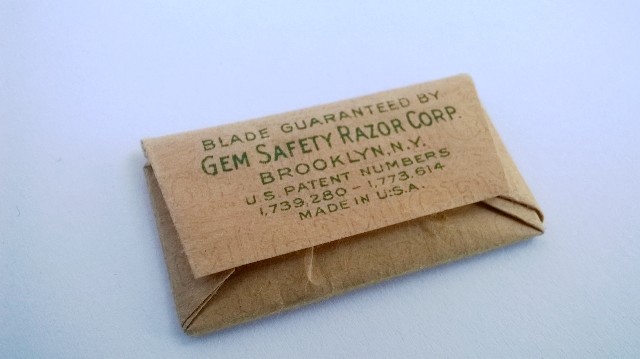 BLADE GUARANTEED BY
GEM SAFETY RAZOR CORP.
BROOKLYN, N.Y.
U.S. PATENT NUMBERS
1,739,280 – 1,773,614
MADE IN U.S.A.